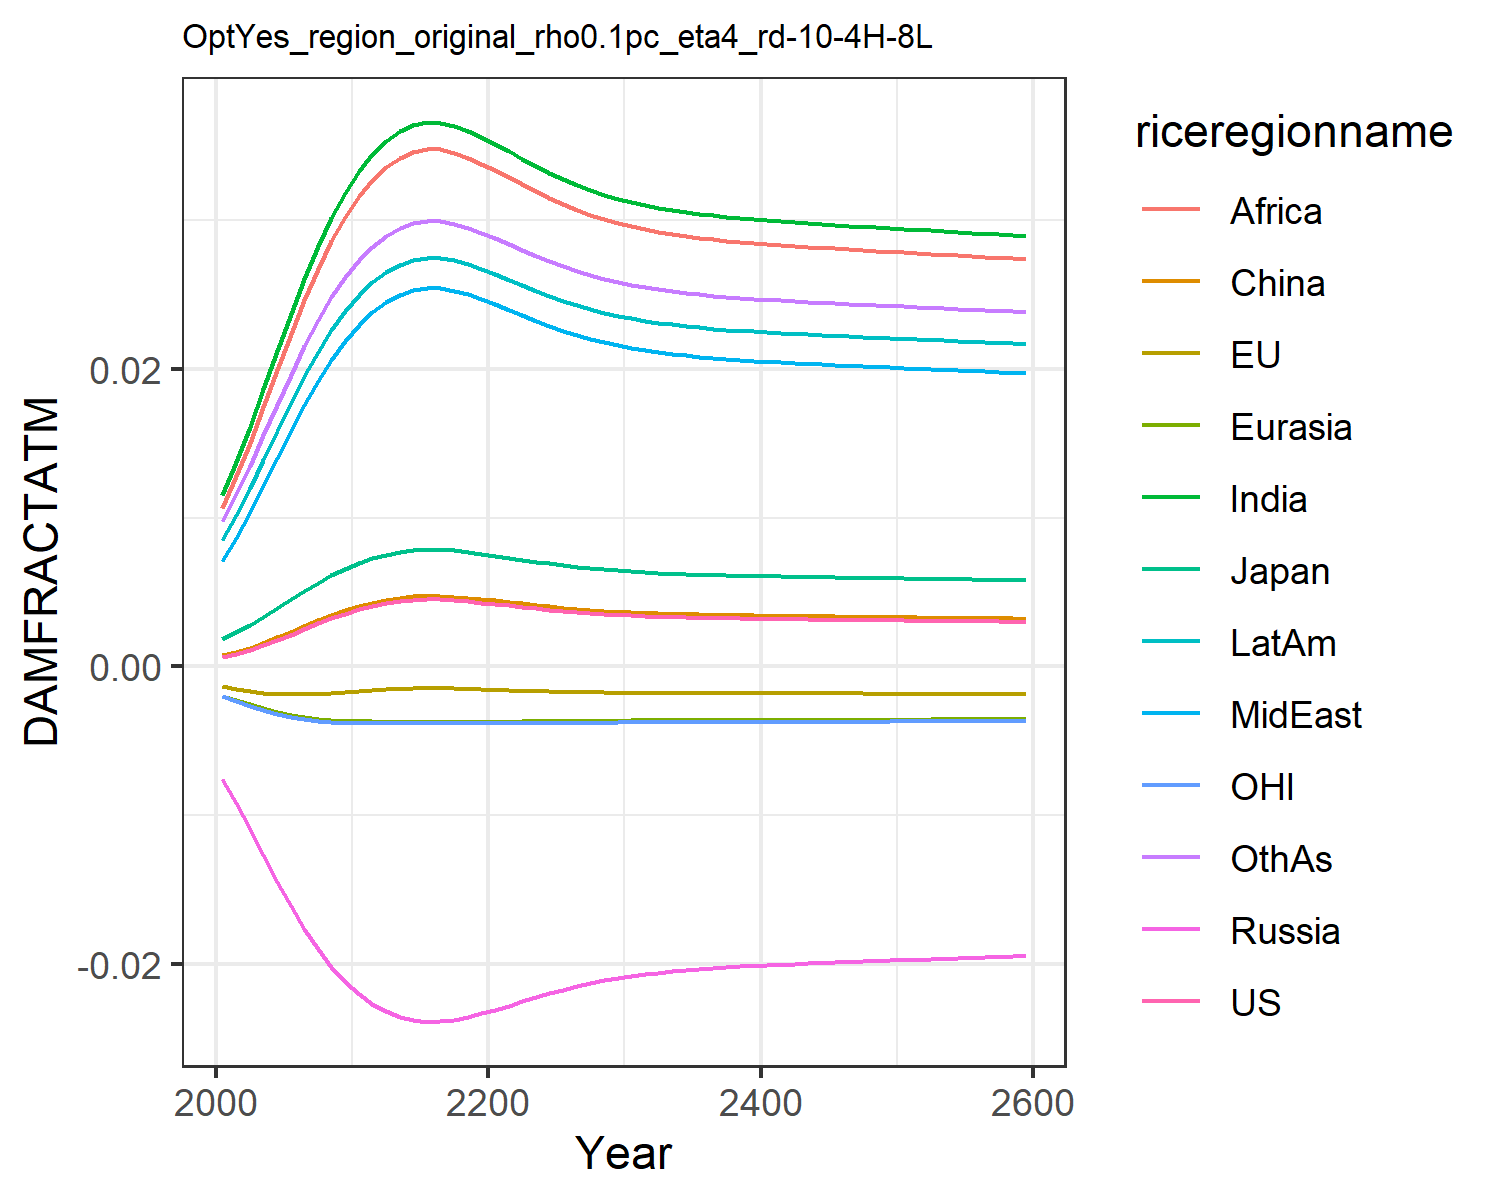 OptYes_region_original_rho0.1pc_eta4_rd-10-4H-8L
DAMFRACTATM
0.02
0.00
-0.02
2000
2200
2400
2600
Year
riceregionname
Africa
China
EU
Eurasia
India
Japan
LatAm
MidEast
OHI
OthAs
Russia
US